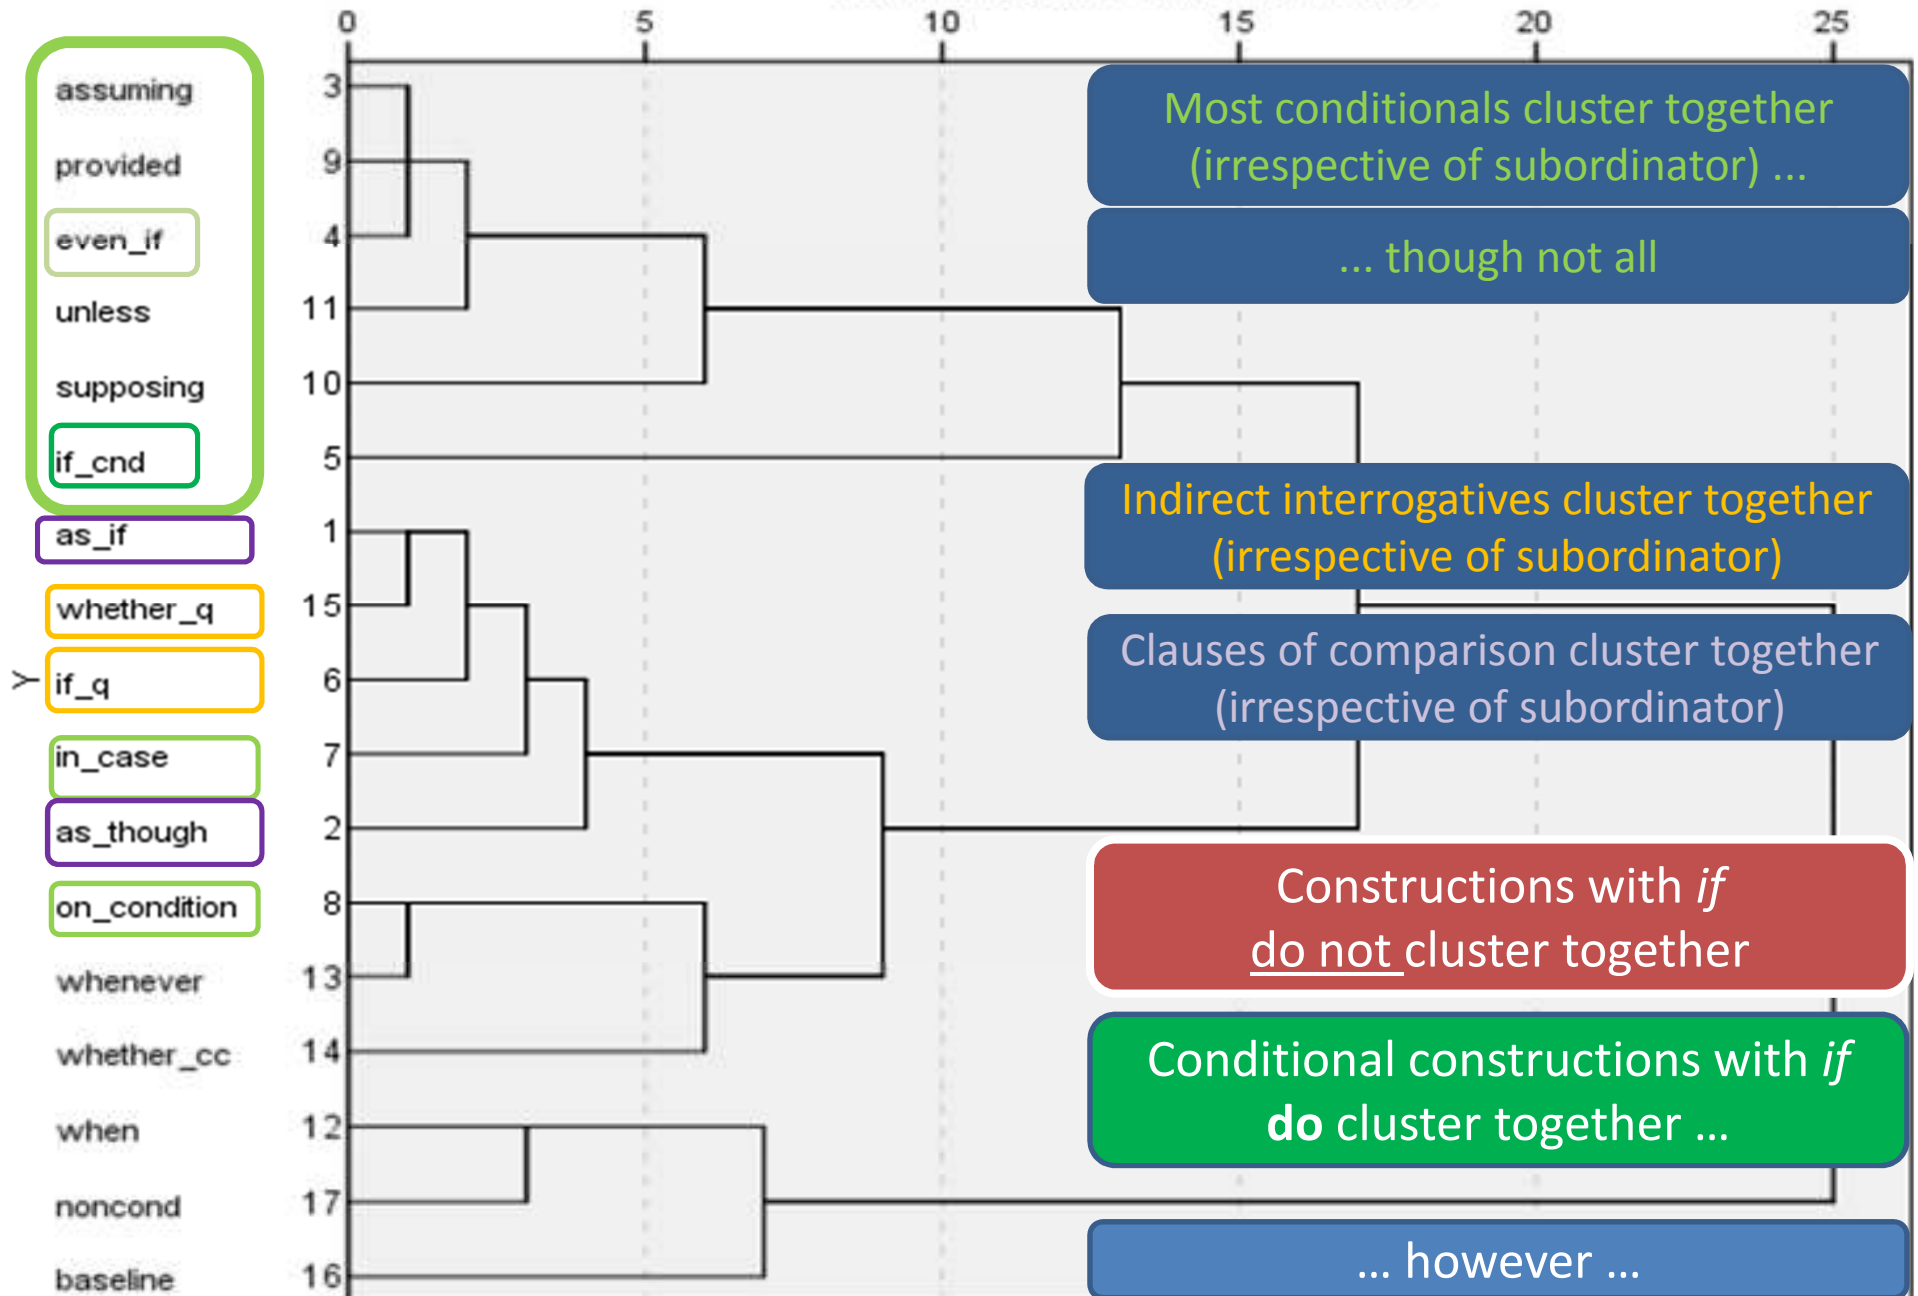 0 5 10 15 20 25
assuming 3
provided 9
even_if 4
unless 11
supposing 10
if_cnd 5
as_if 1
whether_q 15
if_q 6
in_case 7
as_though 2
on_condition 8
whenever 13
whether_cc 14
when 12
noncond 17
baseline 16
Y
Most conditionals cluster together
(irrespective of subordinator) ...
... though not all
Indirect interrogatives cluster together
(irrespective of subordinator)
Clauses of comparison cluster together
(irrespective of subordinator)
Constructions with if
do not cluster together
Conditional constructions with if
do cluster together ...
... however ...